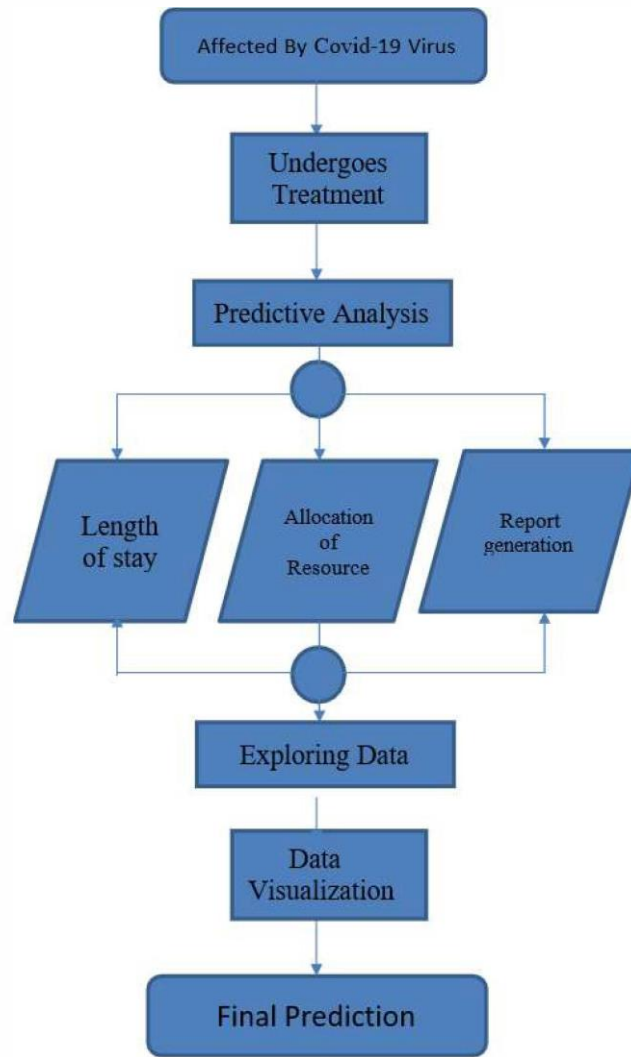 Affected By Covid-19 Virus
Undergoes
Treatment
Predictive Analysis
Length
of stay
Allocation
of
Resource
Report
generation
Exploring Data
Data
Visualization
Final Prediction